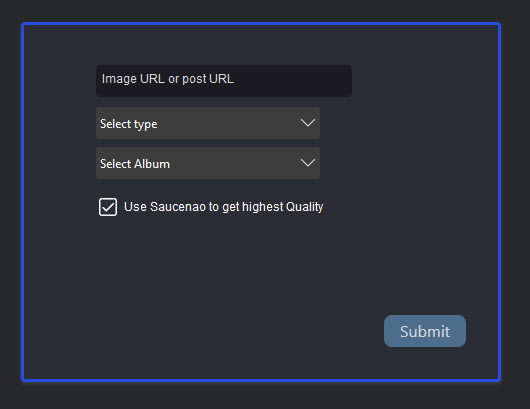 Image URL or post URL
Select type
Select Album
Use Saucenao to get highest Quality
Submit